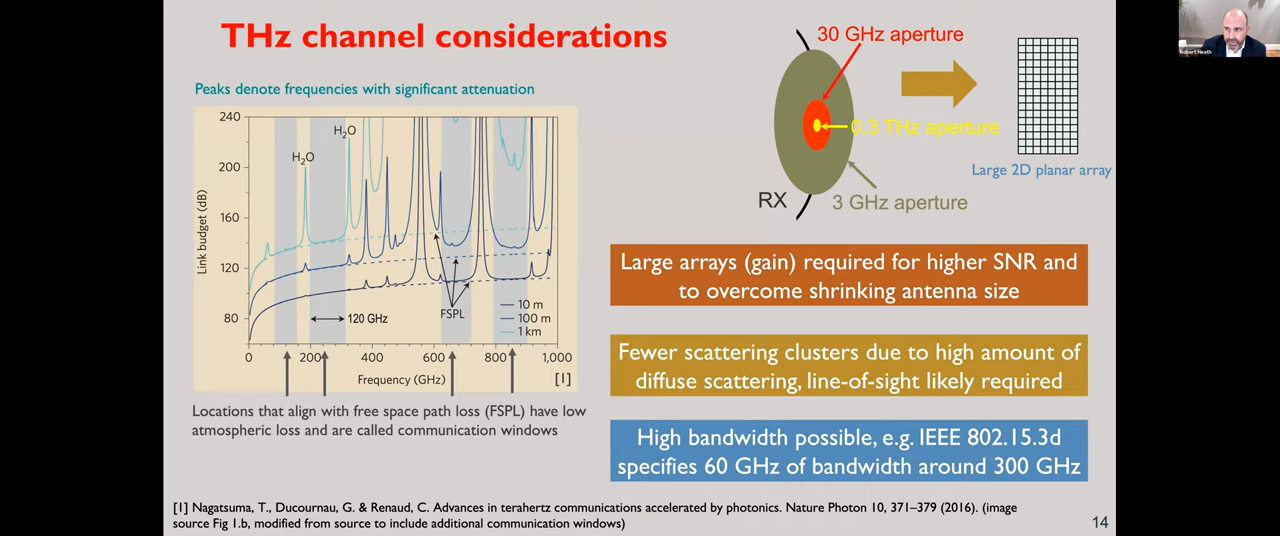 THz channel considerations
Peaks denote frequencies with significant attenuation
240
200
160
120
80
Link budget (dB)
H₂O
H₂O
FSPL
120 GHz
10 m
100 m
1 km
0
200
400
600
800
1,000
Frequency (GHz)
[1]
Locations that align with free space path loss (FSPL) have low
atmospheric loss and are called communication windows
30 GHz aperture
0.3 THz aperture
3 GHz aperture
RX
Large 2D planar array
Large arrays (gain) required for higher SNR and
to overcome shrinking antenna size
Fewer scattering clusters due to high amount of
diffuse scattering, line-of-sight likely required
High bandwidth possible, e.g. IEEE 802.15.3d
specifies 60 GHz of bandwidth around 300 GHz
[1] Nagatsuma, T., Ducournau, G. & Renaud, C. Advances in terahertz communications accelerated by photonics. Nature Photon 10, 371–379 (2016). (image
source Fig 1.b, modified from source to include additional communication windows)
14
Robert Heath